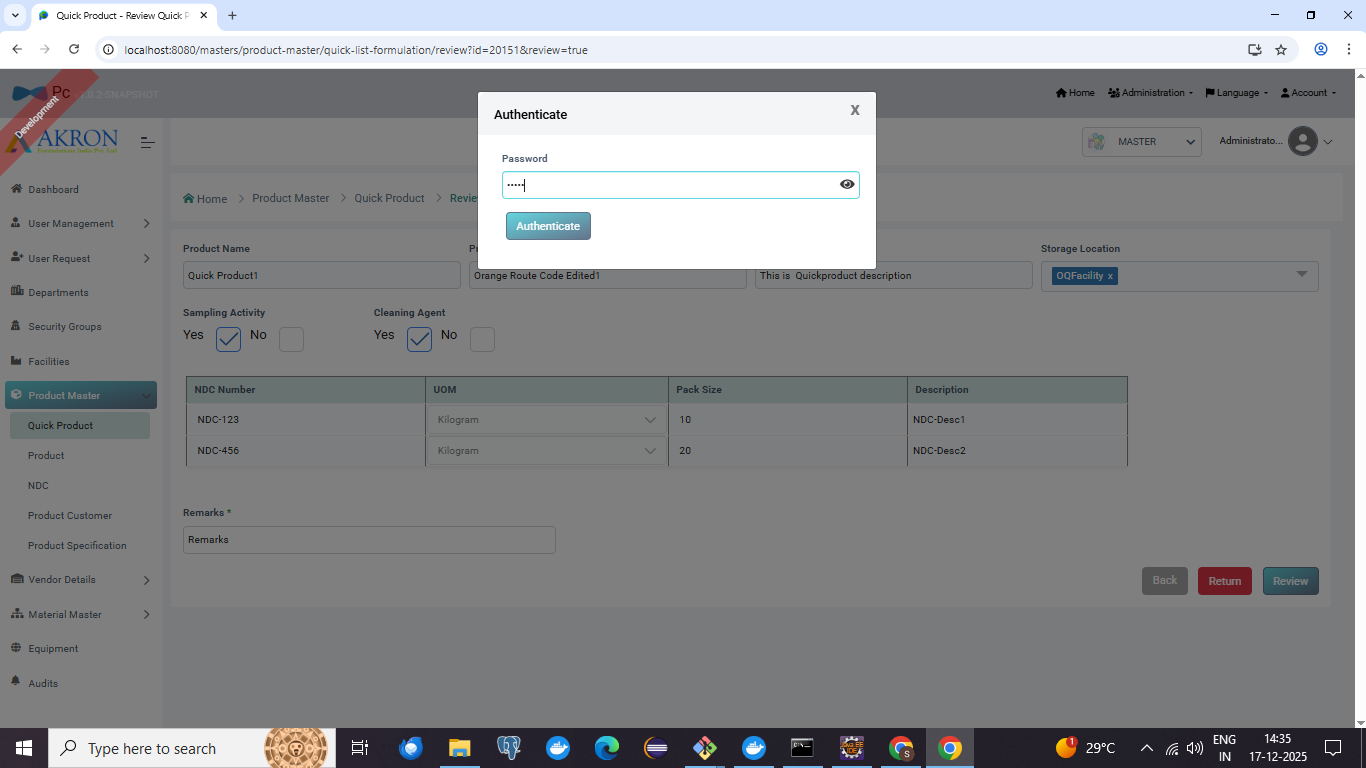 Quick Product - Review Quick P
localhost:8080/masters/product-master/quick-list-formulation/review?id=20151&review=true
Pc 1.0.2-SNAPSHOT
Development
Home Administration Language Account
AKRON
MASTER
Administrato...
Authenticate X
Password
•••••
Authenticate
Dashboard
User Management
User Request
Departments
Security Groups
Facilities
Product Master
Quick Product
Product
NDC
Product Customer
Product Specification
Vendor Details
Material Master
Equipment
Audits
Home > Product Master > Quick Product > Revie
Product Name
Storage Location
Quick Product1
Orange Route Code Edited1
This is Quickproduct description
OQFacility x
Sampling Activity Cleaning Agent
Yes No Yes No
NDC Number UOM Pack Size Description
NDC-123 Kilogram 10 NDC-Desc1
NDC-456 Kilogram 20 NDC-Desc2
Remarks *
Remarks
Back Return Review
Type here to search
29°C
ENG
IN
14:35
17-12-2025